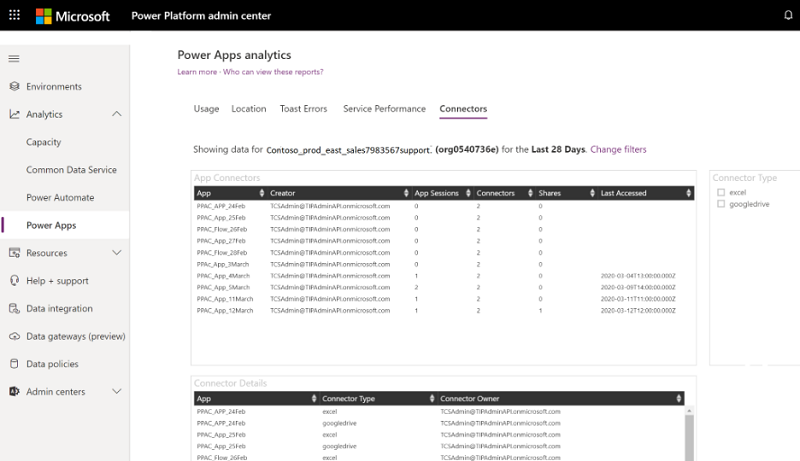 Microsoft Power Platform admin center
Power Apps analytics
Learn more · Who can view these reports?
Environments
Analytics
Capacity
Common Data Service
Power Automate
Power Apps
Resources
Help + support
Data integration
Data gateways (preview)
Data policies
Admin centers
Usage Location Toast Errors Service Performance Connectors
Showing data for Contoso_prod_east_sales7983567support. (org0540736e) for the Last 28 Days. Change filters
App Connectors
App Creator App Sessions Connectors Shares Last Accessed
PPAC_APP_24Feb TCSAdmin@TIPAdminAPI.onmicrosoft.com 0 2 0
PPAC_App_25Feb TCSAdmin@TIPAdminAPI.onmicrosoft.com 0 2 0
PPAC_Flow_26Feb TCSAdmin@TIPAdminAPI.onmicrosoft.com 0 2 0
PPAC_App_27Feb TCSAdmin@TIPAdminAPI.onmicrosoft.com 0 2 0
PPAC_Flow_28Feb TCSAdmin@TIPAdminAPI.onmicrosoft.com 0 2 0
PPAc_App_3March TCSAdmin@TIPAdminAPI.onmicrosoft.com 0 2 0
PPAC_App_4March TCSAdmin@TIPAdminAPI.onmicrosoft.com 1 2 0 2020-03-04T13:00:00.000Z
PPAC_App_5March TCSAdmin@TIPAdminAPI.onmicrosoft.com 2 2 0 2020-03-09T14:00:00.000Z
PPAC_App_11March TCSAdmin@TIPAdminAPI.onmicrosoft.com 1 2 0 2020-03-11T11:00:00.000Z
PPAC_App_12March TCSAdmin@TIPAdminAPI.onmicrosoft.com 1 2 1 2020-03-12T12:00:00.000Z
Connector Type
excel
googledrive
Connector Details
App Connector Type Connector Owner
PPAC_APP_24Feb excel TCSAdmin@TIPAdminAPI.onmicrosoft.com
PPAC_APP_24Feb googledrive TCSAdmin@TIPAdminAPI.onmicrosoft.com
PPAC_App_25Feb excel TCSAdmin@TIPAdminAPI.onmicrosoft.com
PPAC_App_25Feb googledrive TCSAdmin@TIPAdminAPI.onmicrosoft.com
PPAC_Flow_26Feb excel TCSAdmin@TIPAdminAPI.onmicrosoft.com